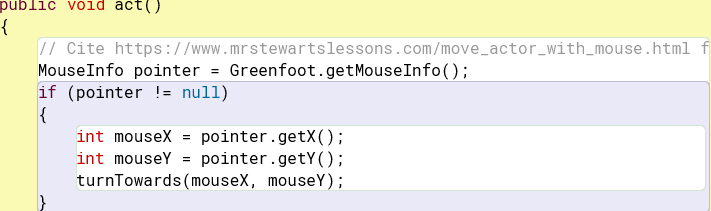 public void act()
{
// Cite https://www.mrstewartslessons.com/move_actor_with_mouse.html f
MouseInfo pointer = Greenfoot.getMouseInfo();
if (pointer != null)
{
int mouseX = pointer.getX();
int mouseY = pointer.getY();
turnTowards(mouseX, mouseY);
}